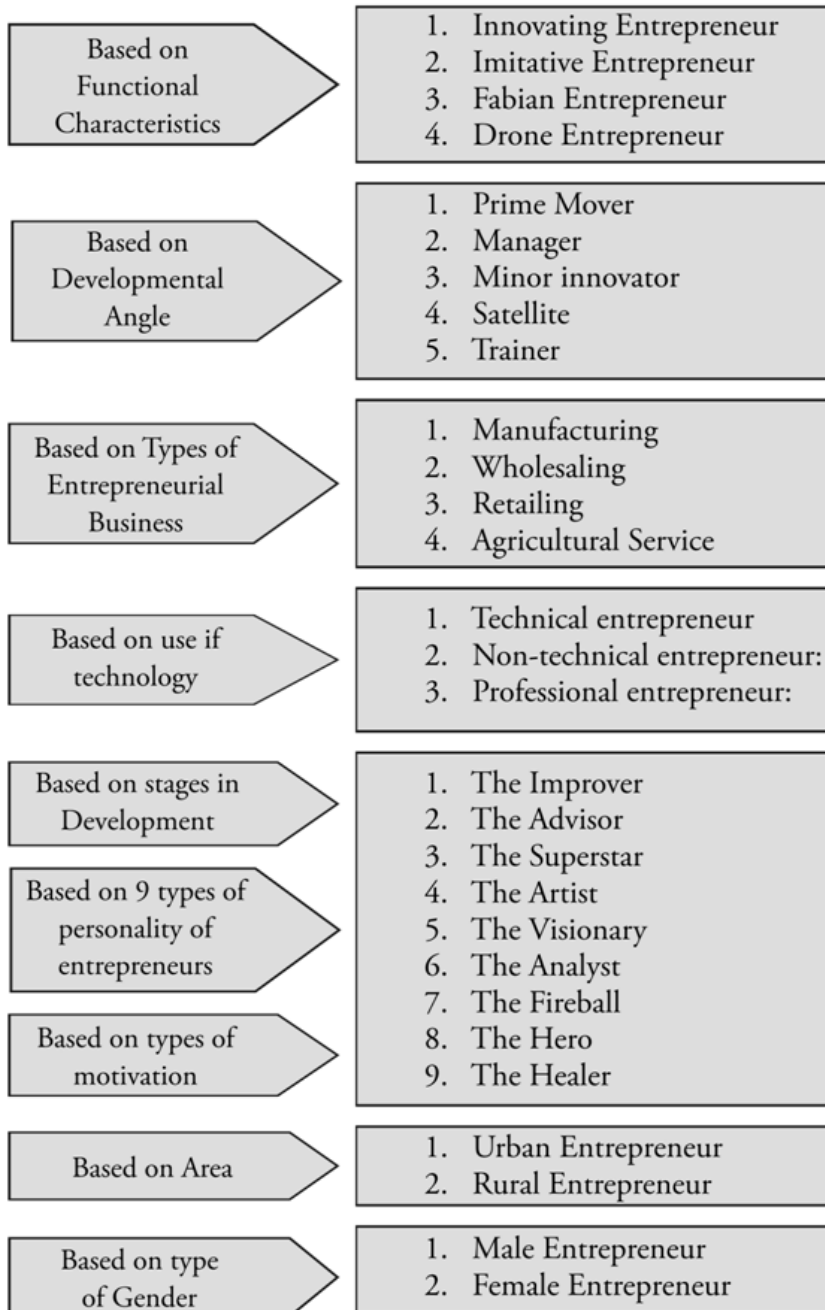 Based on
Functional
Characteristics
1. Innovating Entrepreneur
2. Imitative Entrepreneur
3. Fabian Entrepreneur
4. Drone Entrepreneur
Based on
Developmental
Angle
1. Prime Mover
2. Manager
3. Minor innovator
4. Satellite
5. Trainer
Based on Types of
Entrepreneurial
Business
1. Manufacturing
2. Wholesaling
3. Retailing
4. Agricultural Service
Based on use if
technology
1. Technical entrepreneur
2. Non-technical entrepreneur:
3. Professional entrepreneur:
Based on stages in
Development
Based on 9 types of
personality of
entrepreneurs
Based on types of
motivation
1. The Improver
2. The Advisor
3. The Superstar
4. The Artist
5. The Visionary
6. The Analyst
7. The Fireball
8. The Hero
9. The Healer
Based on Area
1. Urban Entrepreneur
2. Rural Entrepreneur
Based on type
of Gender
1. Male Entrepreneur
2. Female Entrepreneur